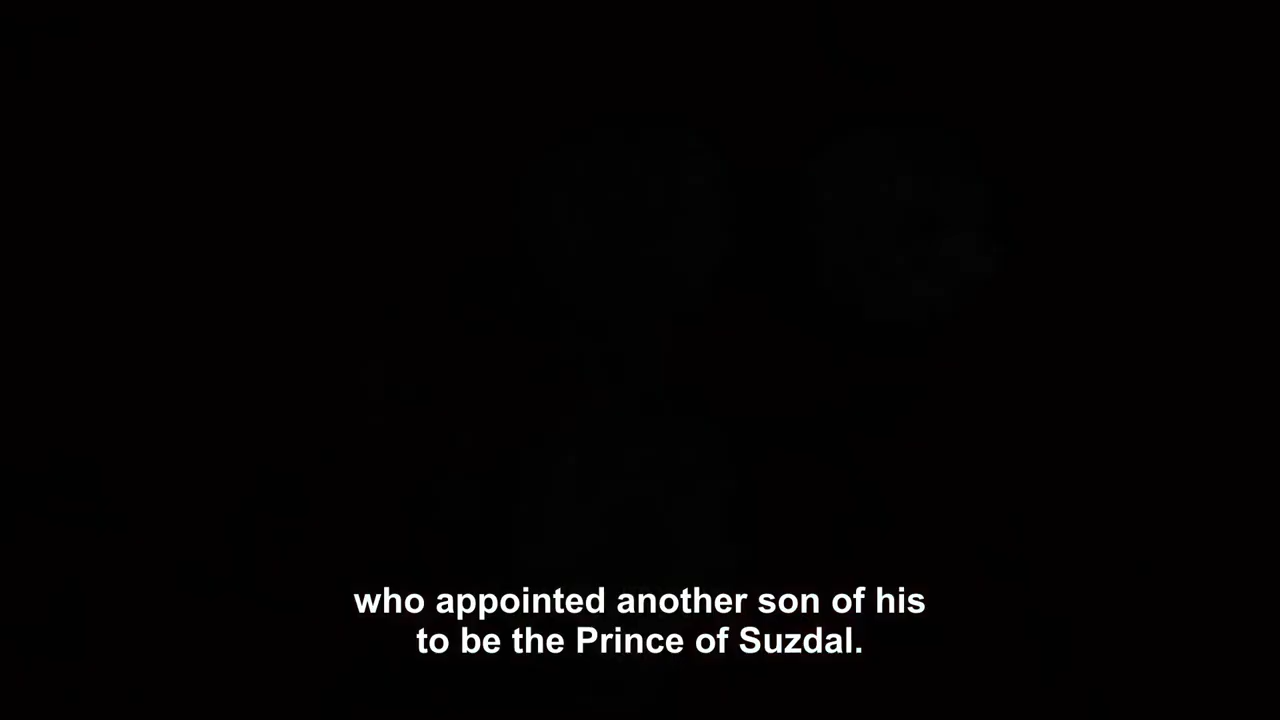 who appointed another son of his
to be the Prince of Suzdal.